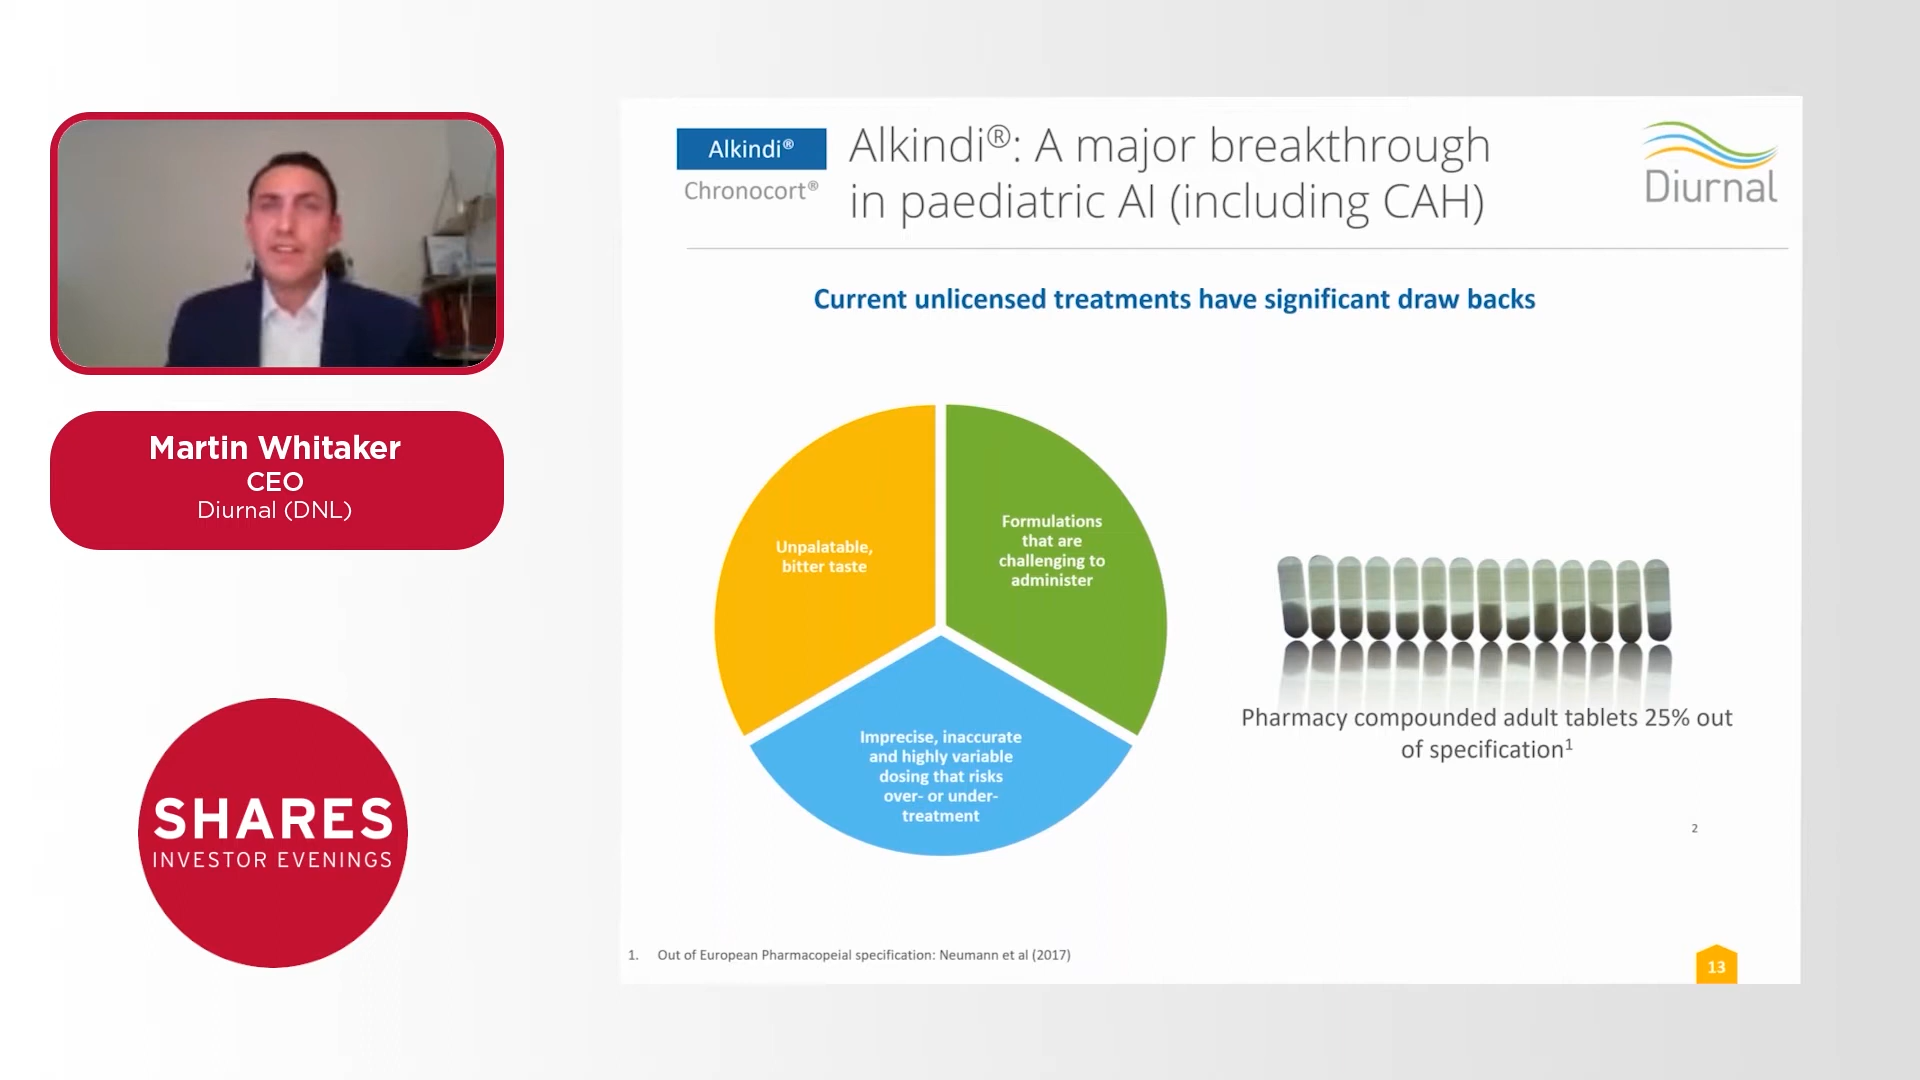 Martin Whitaker
CEO
Diurnal (DNL)
SHARES
INVESTOR EVENINGS
Alkindi®
Chronocort®
Alkindi®: A major breakthrough
in paediatric AI (including CAH)
Diurnal
Current unlicensed treatments have significant draw backs
Unpalatable,
bitter taste
Formulations
that are
challenging to
administer
Imprecise, inaccurate
and highly variable
dosing that risks
over- or under-
treatment
Pharmacy compounded adult tablets 25% out
of specification¹
2
1. Out of European Pharmacopeial specification: Neumann et al (2017)
13